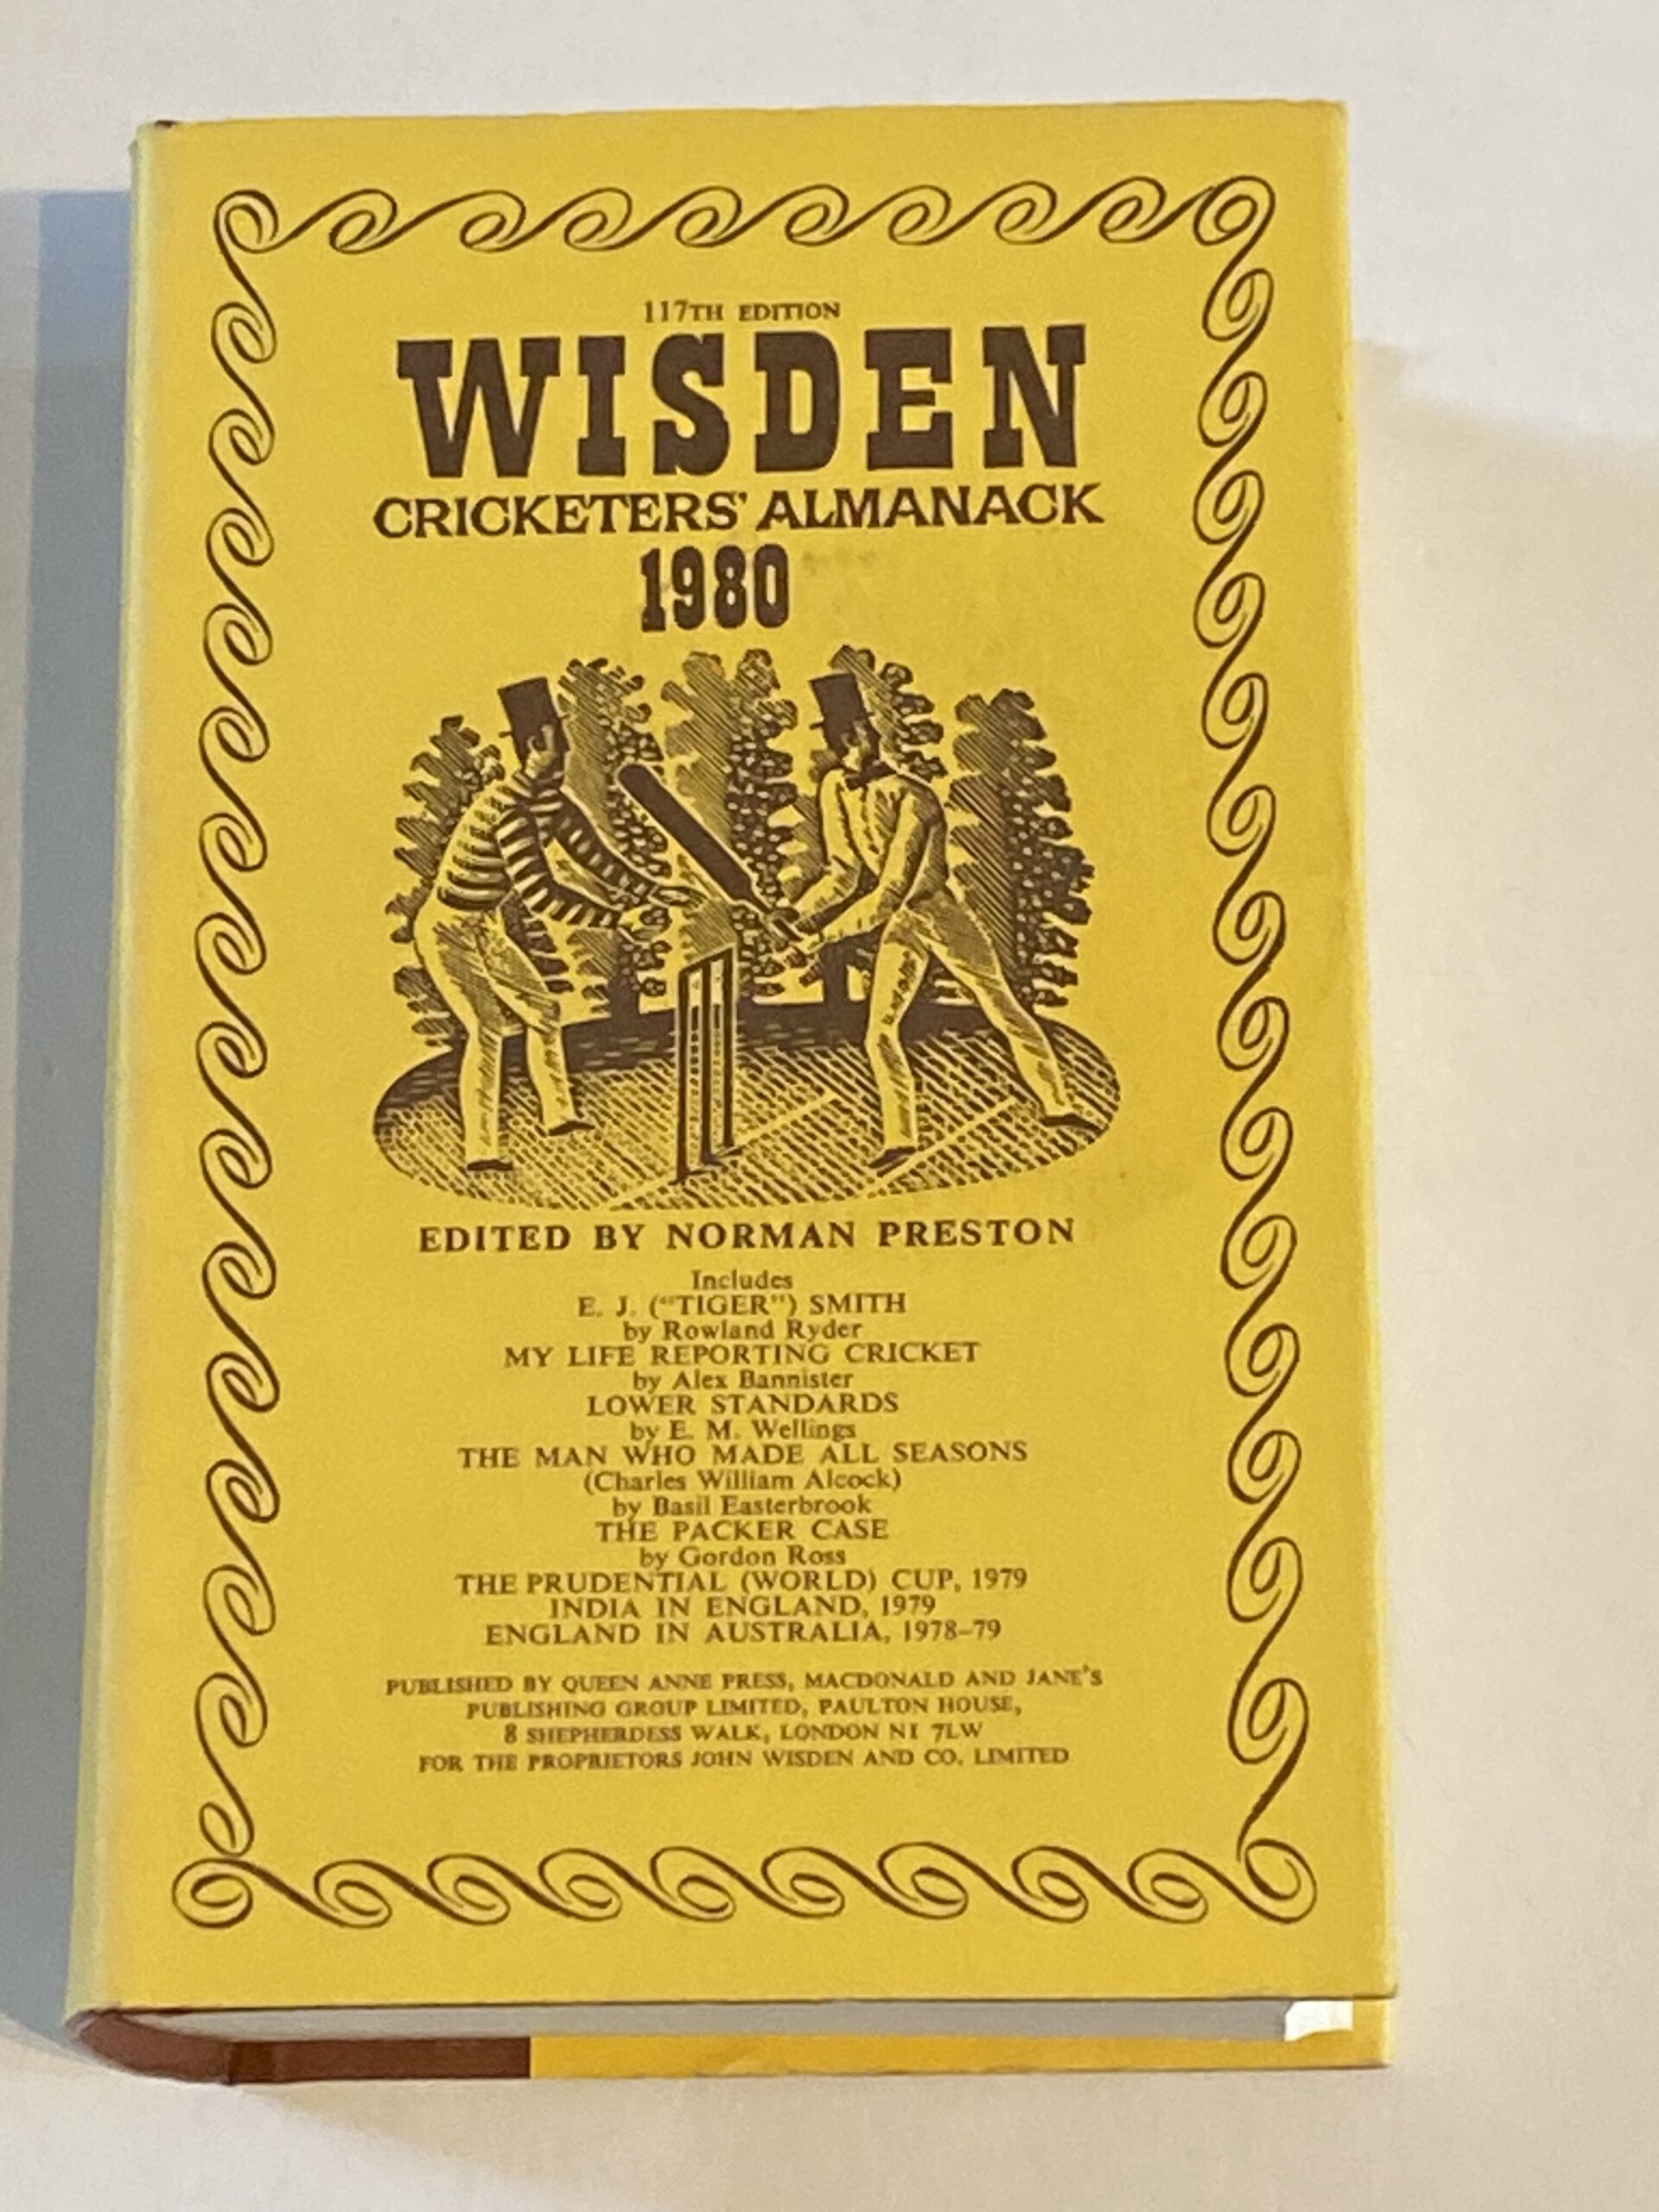 117TH EDITION
WISDEN
CRICKETERS' ALMANACK
1980
EDITED BY NORMAN PRESTON
Includes
E. J. ("TIGER") SMITH
by Rowland Ryder
MY LIFE REPORTING CRICKET
by Alex Bannister
LOWER STANDARDS
by E. M. Wellings
THE MAN WHO MADE ALL SEASONS
(Charles William Alcock)
by Basil Easterbrook
THE PACKER CASE
by Gordon Ross
THE PRUDENTIAL (WORLD) CUP, 1979
INDIA IN ENGLAND, 1979
ENGLAND IN AUSTRALIA, 1978–79
PUBLISHED BY QUEEN ANNE PRESS, MACDONALD AND JANE'S
PUBLISHING GROUP LIMITED, PAULTON HOUSE,
8 SHEPHERDESS WALK, LONDON N1 7LW
FOR THE PROPRIETORS JOHN WISDEN AND CO. LIMITED